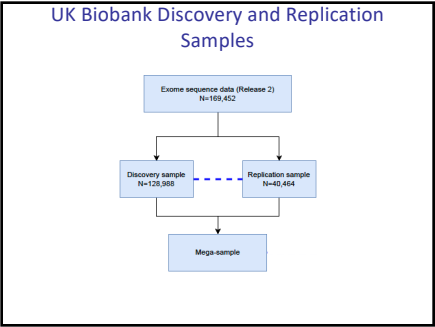 UK Biobank Discovery and Replication
Samples
Exome sequence data (Release 2)
N=169,452
Discovery sample
N=128,988
Replication sample
N=40,464
Mega-sample